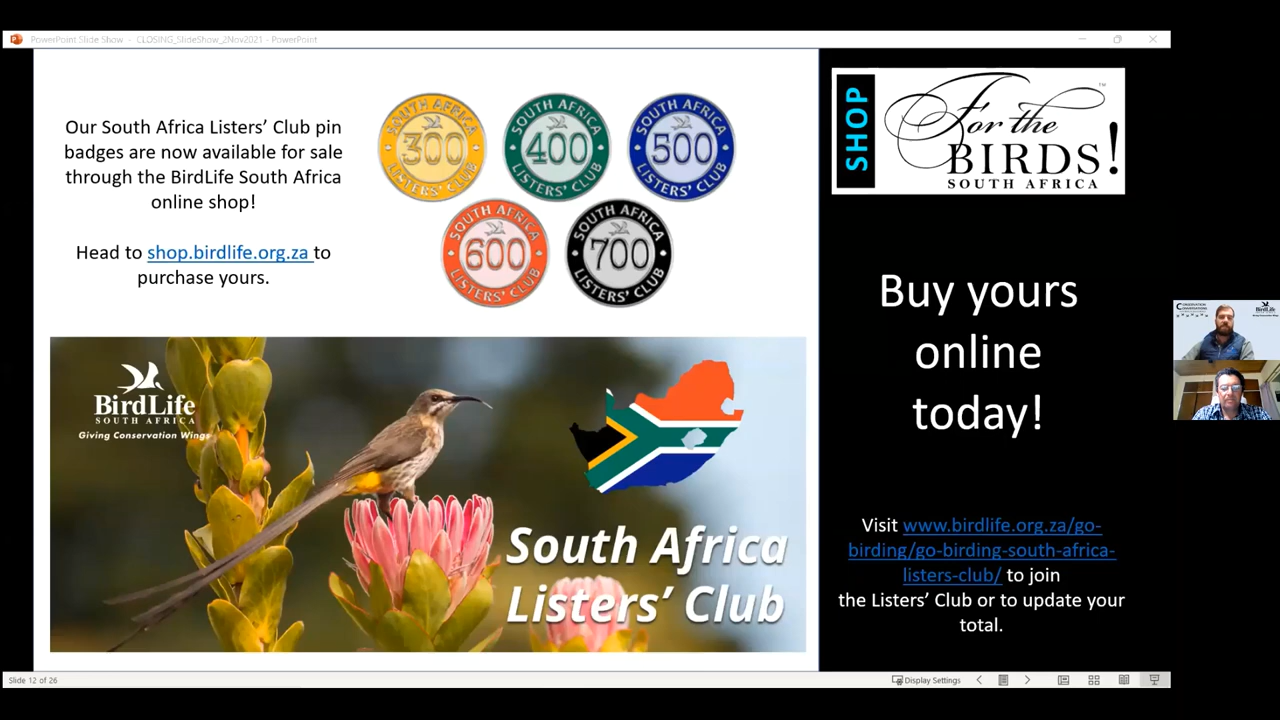 PowerPoint Slide Show - CLOSING_SlideShow_2Nov2021 - PowerPoint
Our South Africa Listers' Club pin
badges are now available for sale
through the BirdLife South Africa
online shop!
Head to shop.birdlife.org.za to
purchase yours.
SOUTH AFRICA
300
LISTERS' CLUB
SOUTH AFRICA
400
LISTERS' CLUB
SOUTH AFRICA
500
LISTERS' CLUB
SOUTH AFRICA
600
LISTERS' CLUB
SOUTH AFRICA
700
LISTERS' CLUB
BirdLife
SOUTH AFRICA
Giving Conservation Wings
South Africa
Listers' Club
SHOP
For the
BIRDS!
TM
SOUTH AFRICA
Buy yours
online
today!
Visit www.birdlife.org.za/go-
birding/go-birding-south-africa-
listers-club/ to join
the Listers' Club or to update your
total.
BirdLife
Slide 12 of 26
Display Settings